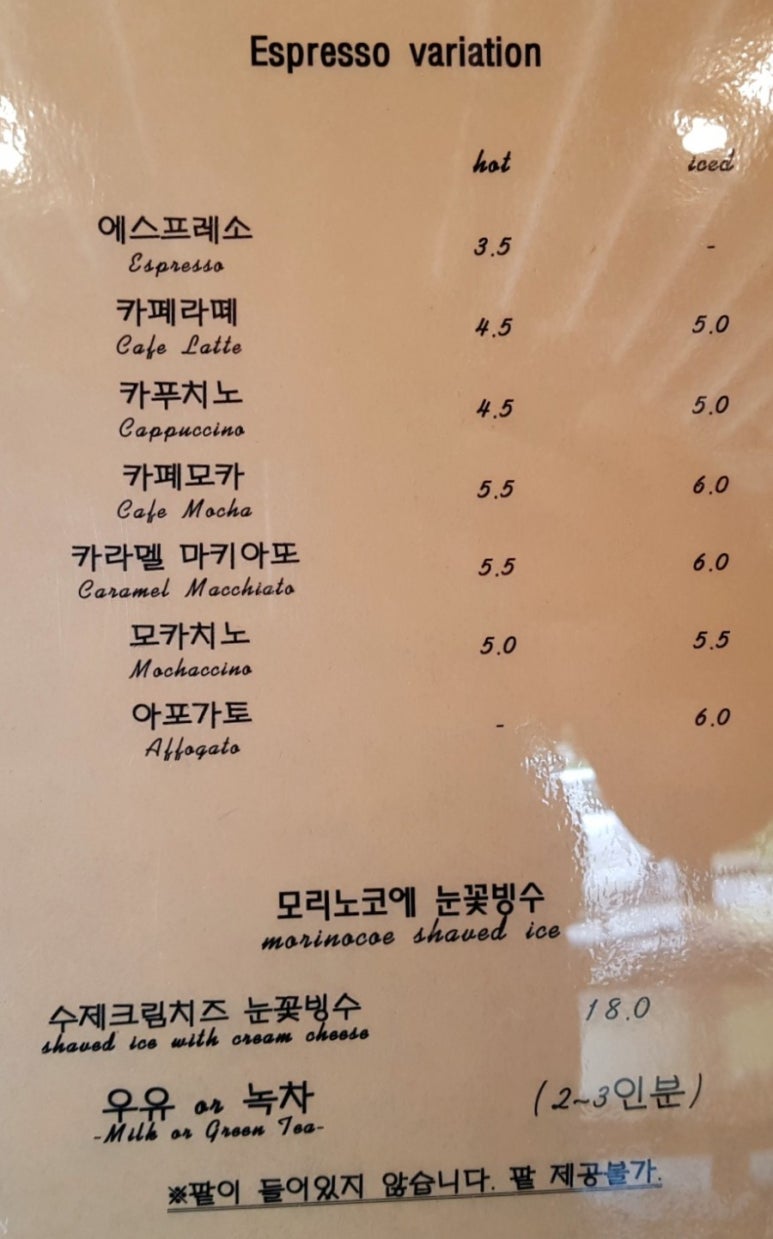 Espresso variation
hot iced
에스프레소 3.5 -
Espresso
카페라떼 4.5 5.0
Cafe Latte
카푸치노 4.5 5.0
Cappuccino
카페모카 5.5 6.0
Cafe Mocha
카라멜 마키아또 5.5 6.0
Caramel Macchiato
모카치노 5.0 5.5
Mochaccino
아포가토 - 6.0
Affogato
모리노코에 눈꽃빙수
morinocoe shaved ice
수제크림치즈 눈꽃빙수 18.0
shaved ice with cream cheese
우유 or 녹차 (2~3인분)
-Milk or Green Tea-
※팥이 들어있지 않습니다. 팥 제공불가.